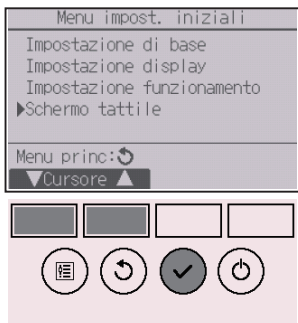 Menu impost. iniziali
Impostazione di base
Impostazione display
Impostazione funzionamento
▶Schermo tattile
Menu princ:↺
▼Cursore▲